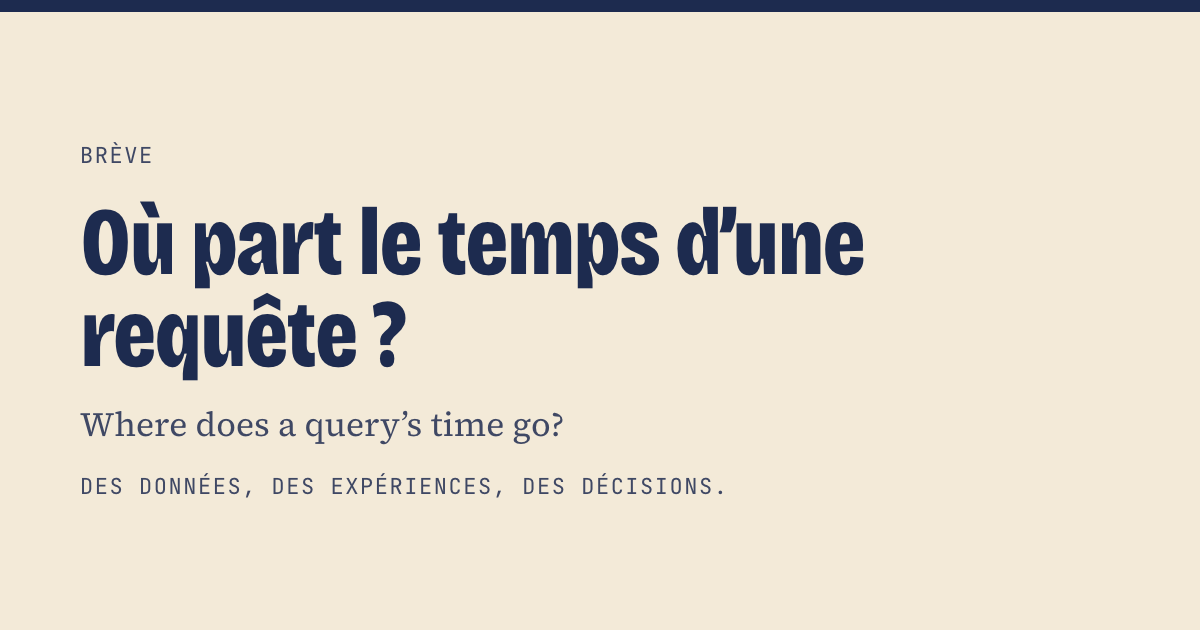 BRÈVE
Où part le temps d’une
requête ?
Where does a query’s time go?
DES DONNÉES, DES EXPÉRIENCES, DES DÉCISIONS.